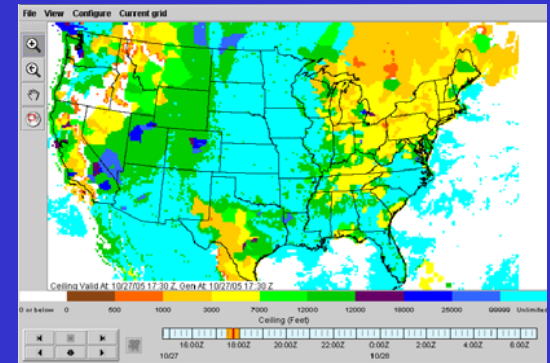 File View Configure Current grid
Ceiling Valid At: 10/27/05 17:30 Z, Gen At: 10/27/05 17:30 Z
0 or below 0 500 1000 3000 7000 12000 12000 18000 25000 99999 Unlimited
Ceiling (Feet)
16:00Z 18:00Z 20:00Z 22:00Z 0:00Z 2:00Z 4:00Z 6:00Z
10/27 10/28